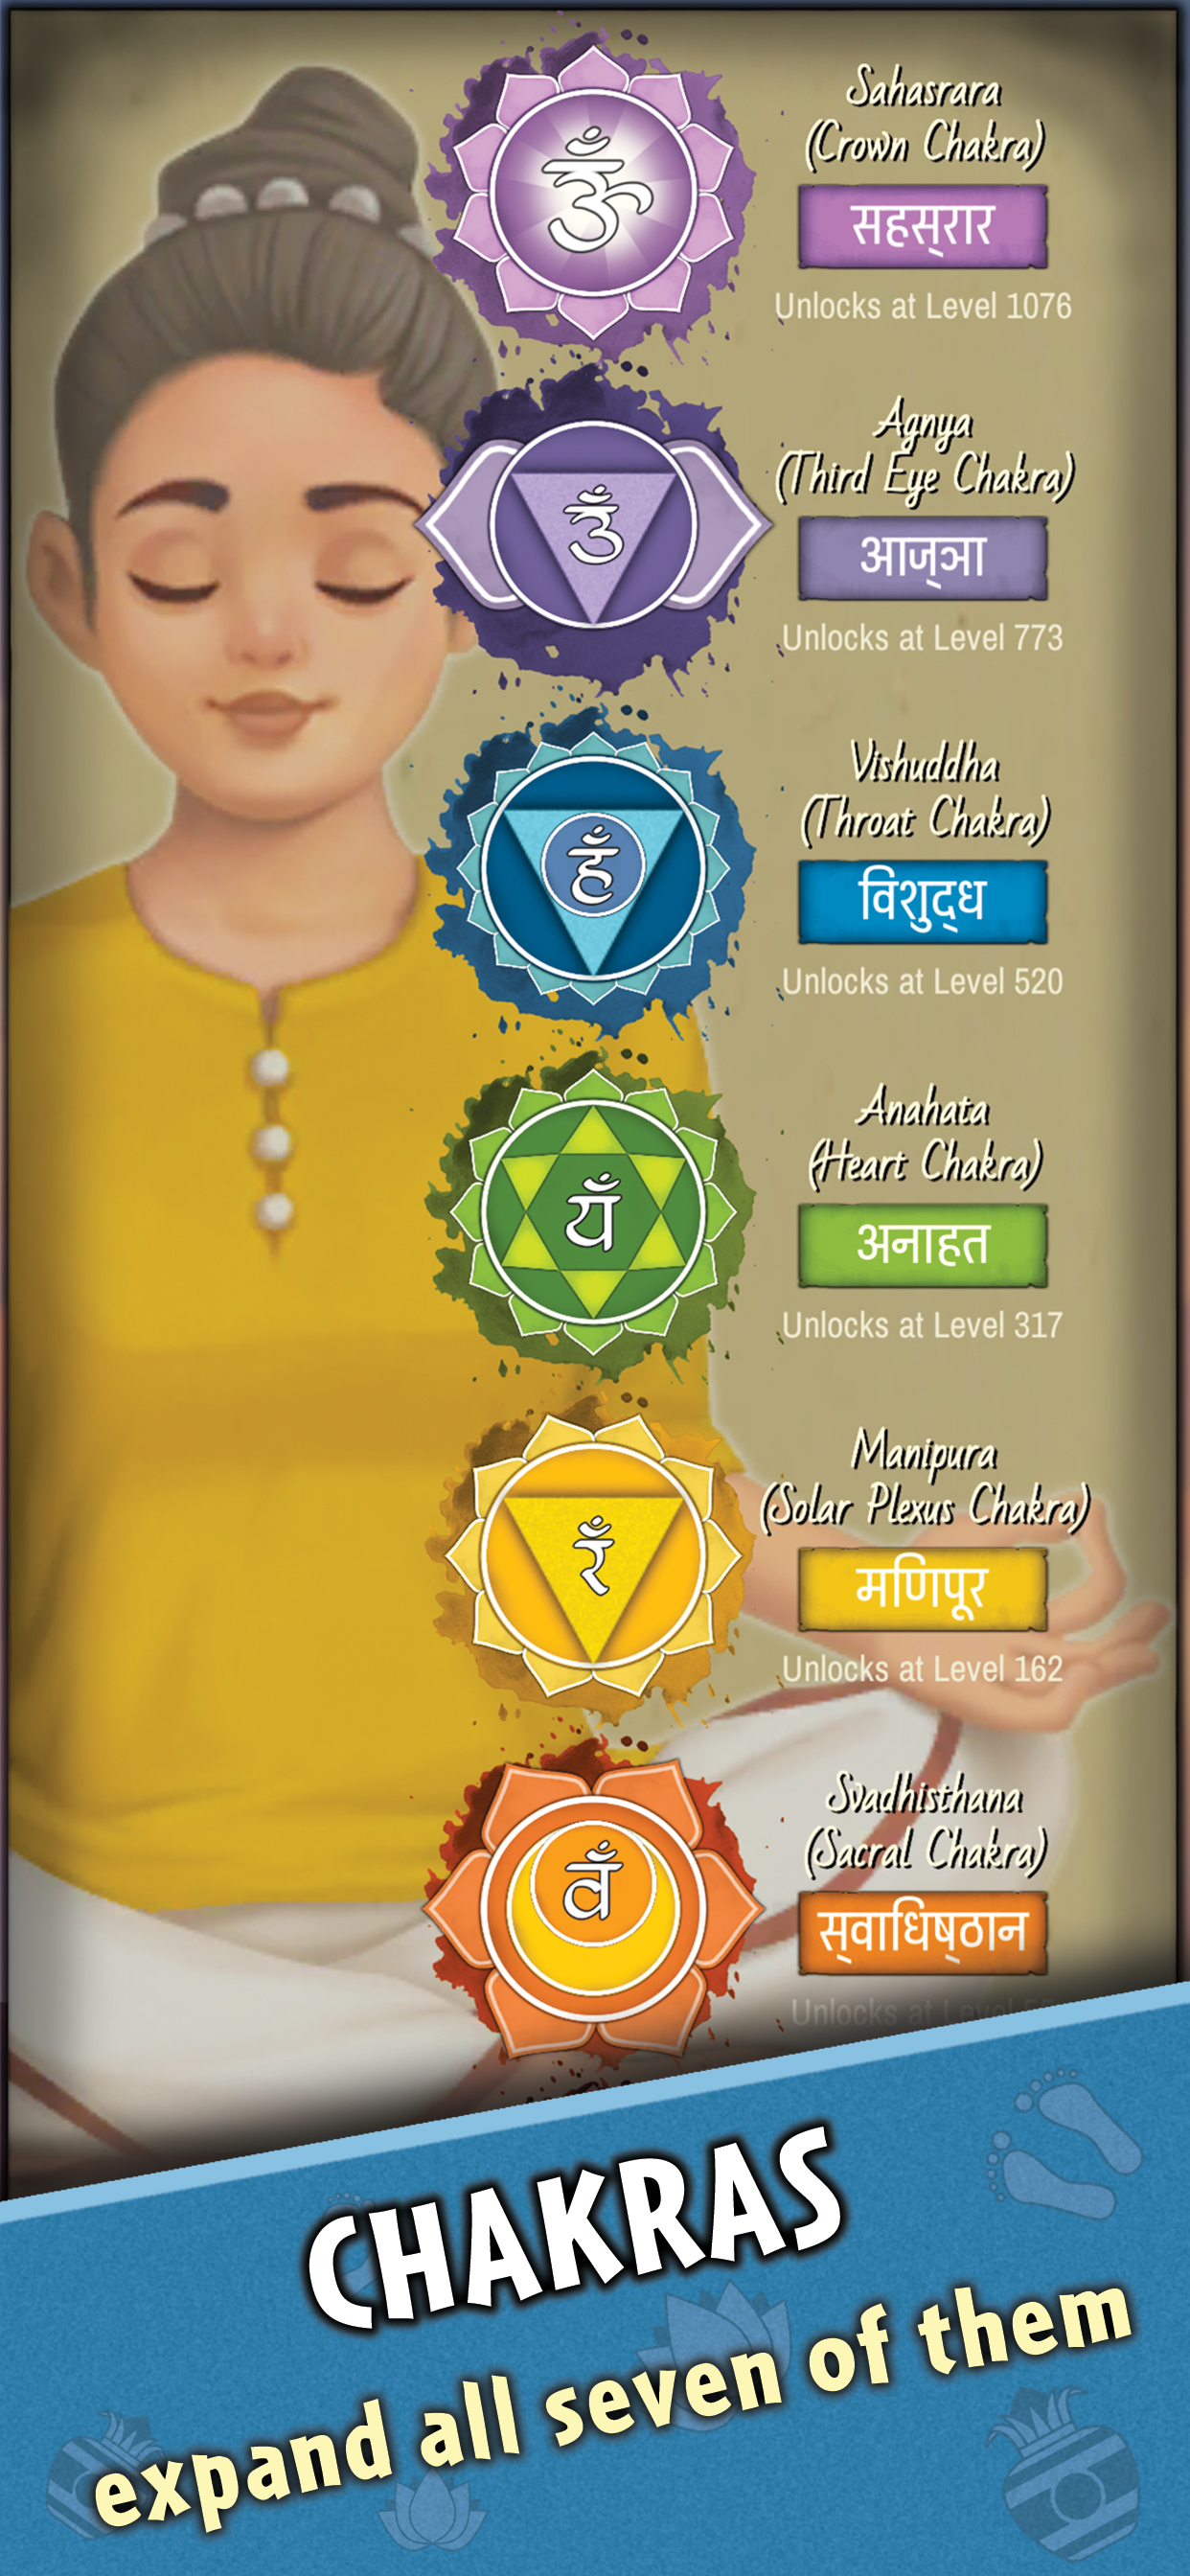 ॐ
Sahasrara
(Crown Chakra)
सहस्‌रार
Unlocks at Level 1076
Agnya
(Third Eye Chakra)
उँ
आज्‌ञा
Unlocks at Level 773
Vishuddha
(Throat Chakra)
हँ
विशुद्‌ध
Unlocks at Level 520
Anahata
(Heart Chakra)
यँ
अनाहत
Unlocks at Level 317
Manipura
(Solar Plexus Chakra)
रँ
मणिपूर
Unlocks at Level 162
Svadhisthana
(Sacral Chakra)
वँ
स्‌वाधिष्‌ठान
Unlocks at Level
CHAKRAS
expand all seven of them